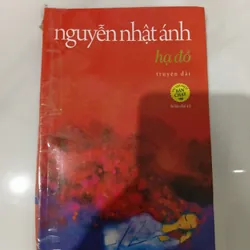 nguyễn nhật ánh
hạ đỏ
truyện dài